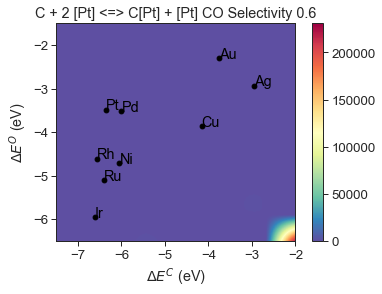 C + 2 [Pt] <=> C[Pt] + [Pt] CO Selectivity 0.6
−2
−3
−4
−5
−6
ΔE^O (eV)
Au
Ag
Cu
Pt
Pd
Rh
Ni
Ru
Ir
−7
−6
−5
−4
−3
−2
ΔE^C (eV)
200000
150000
100000
50000
0